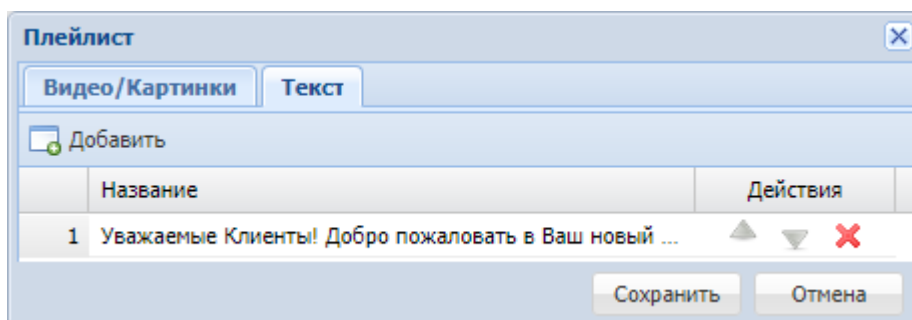 Плейлист
Видео/Картинки Текст
Добавить
Название Действия
1 Уважаемые Клиенты! Добро пожаловать в Ваш новый ...
Сохранить Отмена